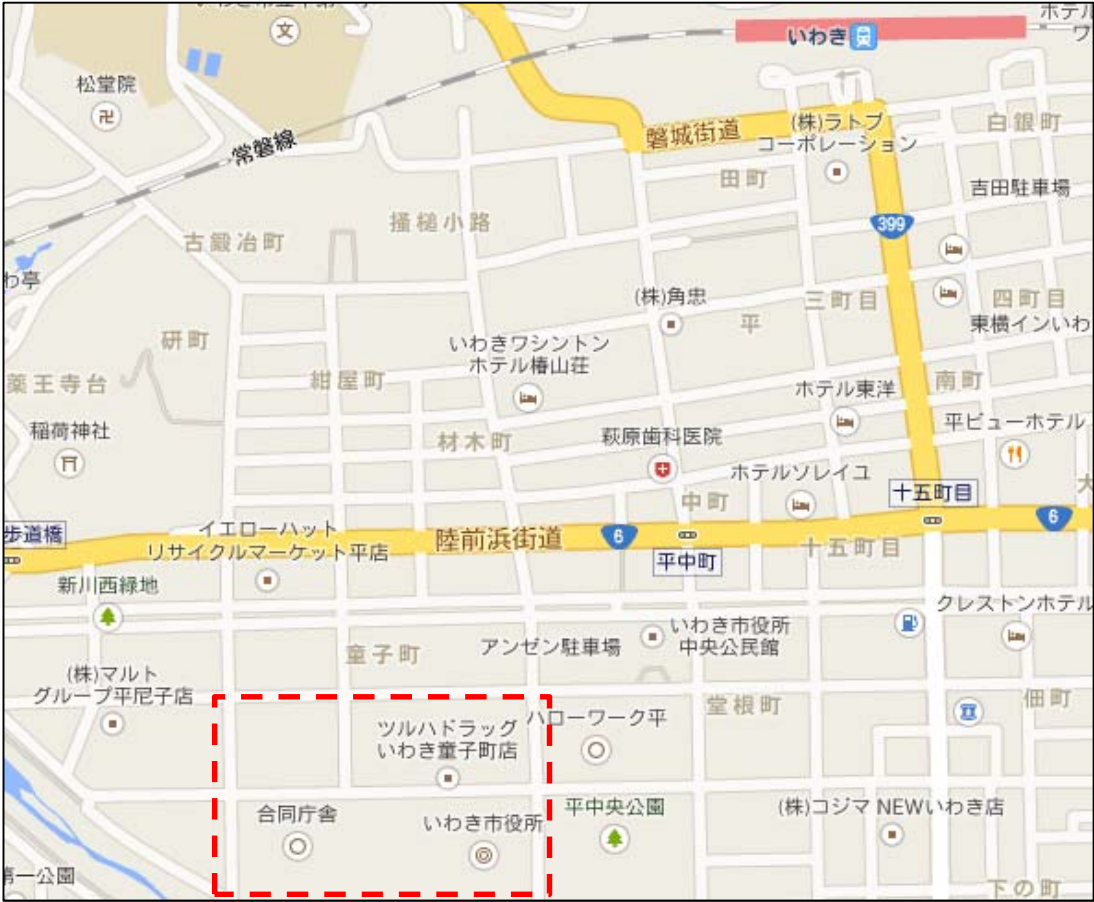 ホテル
いわき
ワ
松堂院
常磐線
磐城街道
(株)ラトブ
コーポレーション
白銀町
田町
吉田駐車場
399
掻槌小路
古鍛冶町
わ亭
(株)角忠
三町目
四町目
東横インいわ
平
研町
いわきワシントン
ホテル椿山荘
薬王寺台
紺屋町
ホテル東洋
南町
平ビューホテル
稲荷神社
材木町
萩原歯科医院
ホテルソレイユ
中町
十五町目
大
歩道橋
イエローハット
リサイクルマーケット平店
陸前浜街道
6
6
平中町
十五町目
新川西緑地
クレストンホテル
いわき市役所
中央公民館
アンゼン駐車場
童子町
(株)マルト
グループ平尼子店
堂根町
佃町
ツルハドラッグ
いわき童子町店
ハローワーク平
合同庁舎
いわき市役所
平中央公園
(株)コジマ NEWいわき店
第一公園
下の町